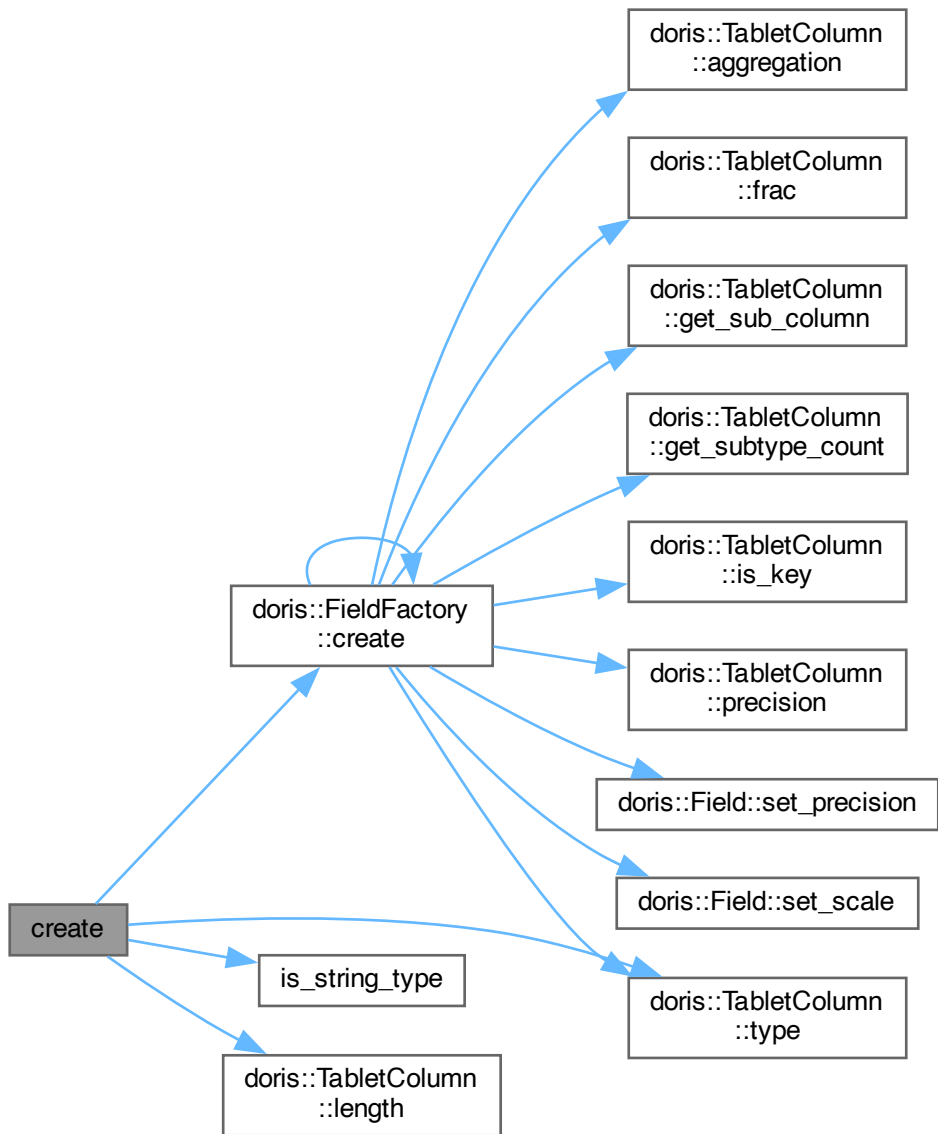 doris::TabletColumn
::aggregation
doris::TabletColumn
::frac
doris::TabletColumn
::get_sub_column
doris::TabletColumn
::get_subtype_count
doris::TabletColumn
::is_key
doris::FieldFactory
::create
doris::TabletColumn
::precision
doris::Field::set_precision
doris::Field::set_scale
create
is_string_type
doris::TabletColumn
::type
doris::TabletColumn
::length